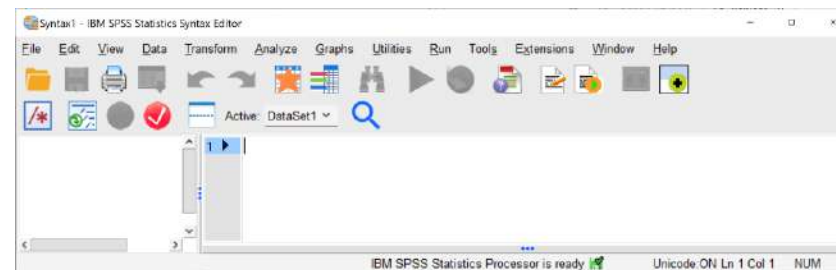 Syntax1 - IBM SPSS Statistics Syntax Editor
File Edit View Data Transform Analyze Graphs Utilities Run Tools Extensions Window Help
Active: DataSet1
1
IBM SPSS Statistics Processor is ready Unicode:ON Ln 1 Col 1 NUM